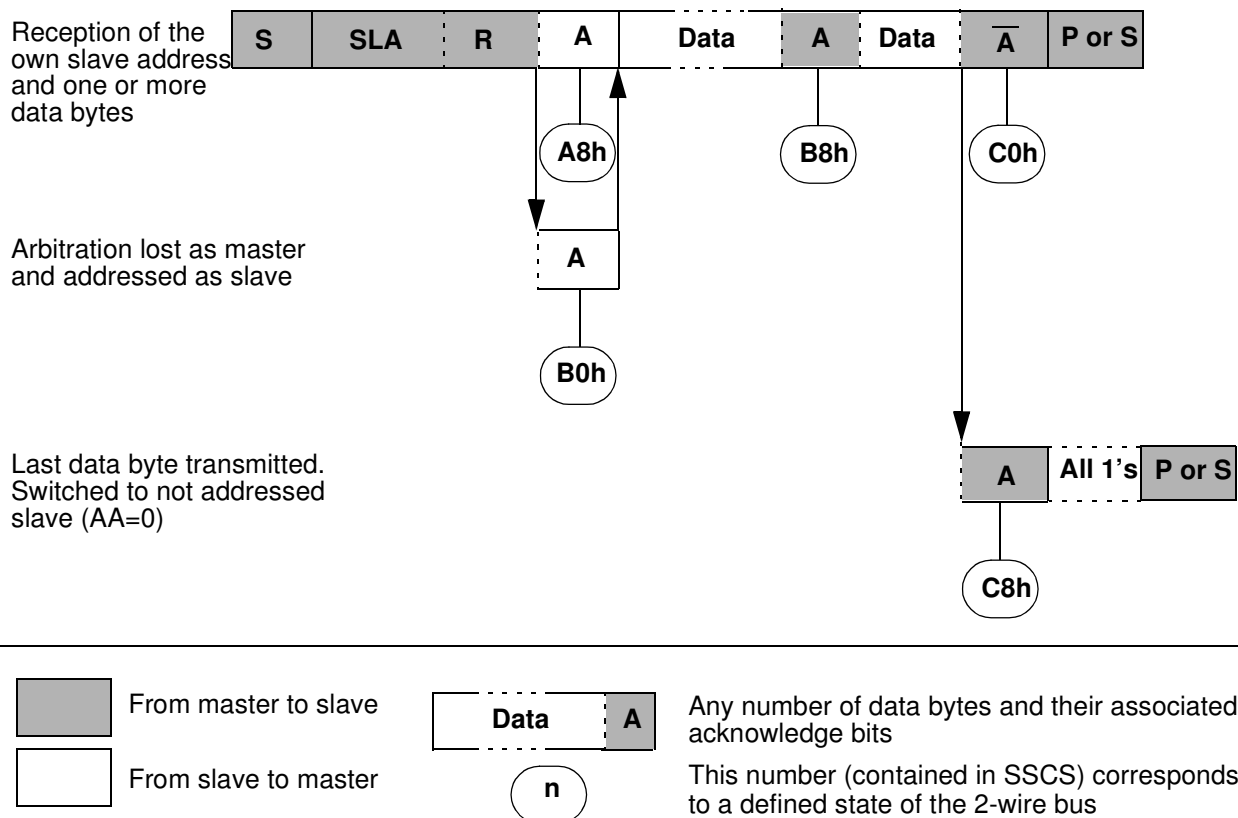 Reception of the
own slave address
and one or more
data bytes
S SLA R A Data A Data A̅ P or S
A8h B8h C0h
Arbitration lost as master
and addressed as slave
A
B0h
Last data byte transmitted.
Switched to not addressed
slave (AA=0)
A All 1's P or S
C8h
From master to slave
From slave to master
Data A
n
Any number of data bytes and their associated
acknowledge bits
This number (contained in SSCS) corresponds
to a defined state of the 2-wire bus